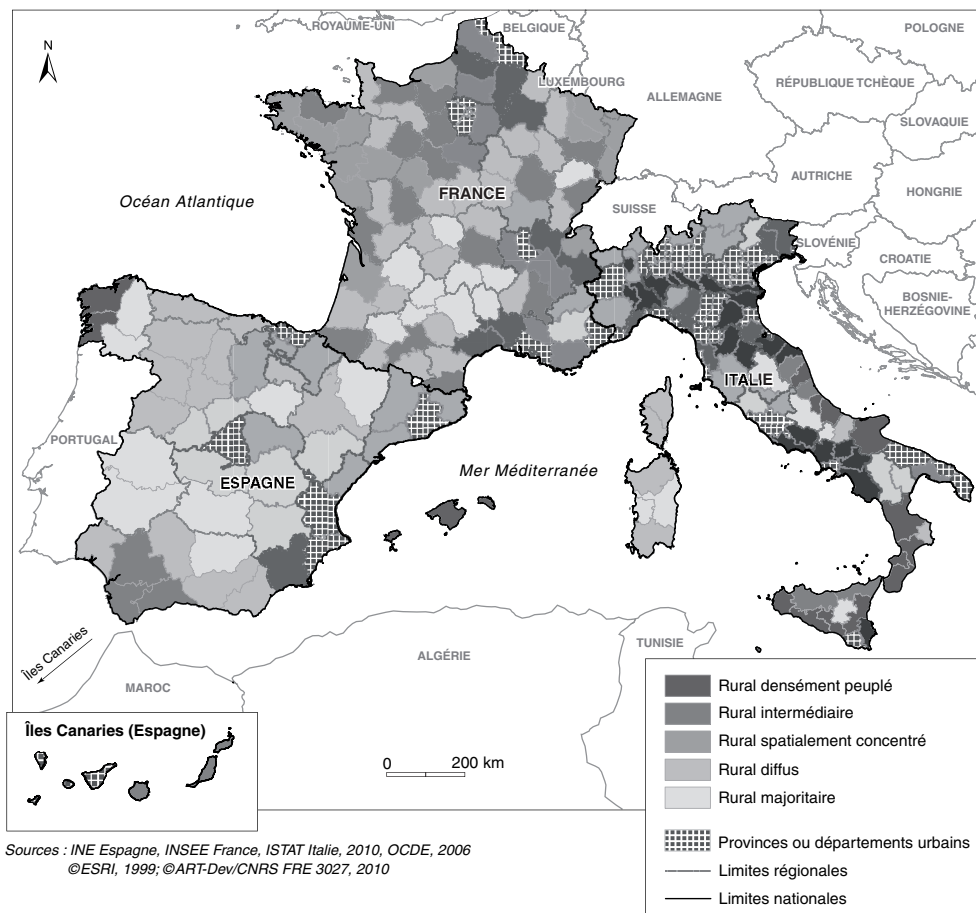 ROYAUME-UNI
BELGIQUE
POLOGNE
N
LUXEMBOURG
ALLEMAGNE
RÉPUBLIQUE TCHÈQUE
SLOVAQUIE
AUTRICHE
HONGRIE
FRANCE
Océan Atlantique
SUISSE
SLOVÉNIE
CROATIE
BOSNIE-
HERZÉGOVINE
ITALIE
PORTUGAL
Mer Méditerranée
ESPAGNE
Îles Canaries
ALGÉRIE
TUNISIE
MAROC
Îles Canaries (Espagne)
0 200 km
Rural densément peuplé
Rural intermédiaire
Rural spatialement concentré
Rural diffus
Rural majoritaire
Provinces ou départements urbains
Limites régionales
Limites nationales
Sources : INE Espagne, INSEE France, ISTAT Italie, 2010, OCDE, 2006
©ESRI, 1999; ©ART-Dev/CNRS FRE 3027, 2010